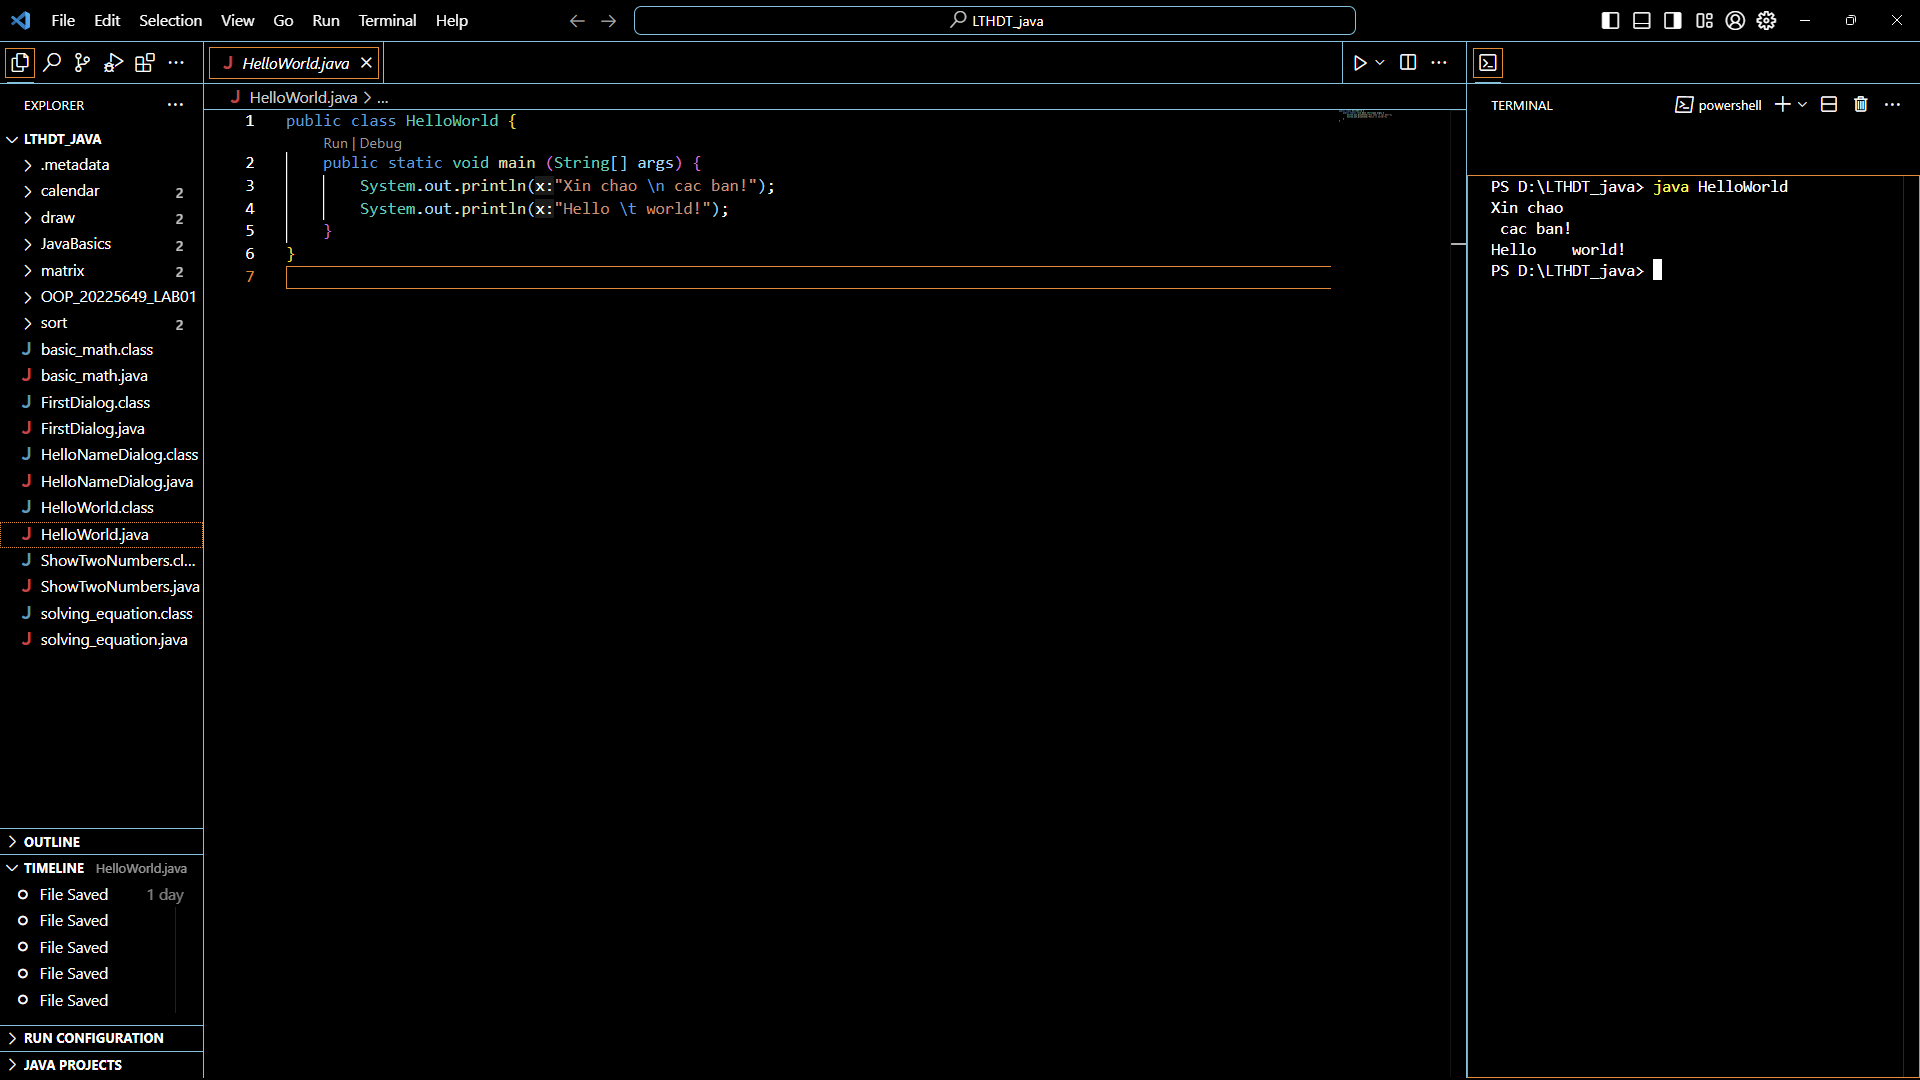 File Edit Selection View Go Run Terminal Help
LTHDT_java
EXPLORER
LTHDT_JAVA
.metadata
calendar 2
draw 2
JavaBasics 2
matrix 2
OOP_20225649_LAB01
sort 2
basic_math.class
basic_math.java
FirstDialog.class
FirstDialog.java
HelloNameDialog.class
HelloNameDialog.java
HelloWorld.class
HelloWorld.java
ShowTwoNumbers.cl...
ShowTwoNumbers.java
solving_equation.class
solving_equation.java
OUTLINE
TIMELINE HelloWorld.java
File Saved 1 day
File Saved
File Saved
File Saved
File Saved
RUN CONFIGURATION
JAVA PROJECTS
J HelloWorld.java
J HelloWorld.java > ...
1 public class HelloWorld {
Run | Debug
2 public static void main (String[] args) {
3 System.out.println(x:"Xin chao \n cac ban!");
4 System.out.println(x:"Hello \t world!");
5 }
6 }
7
TERMINAL
powershell
PS D:\LTHDT_java> java HelloWorld
Xin chao
cac ban!
Hello world!
PS D:\LTHDT_java>